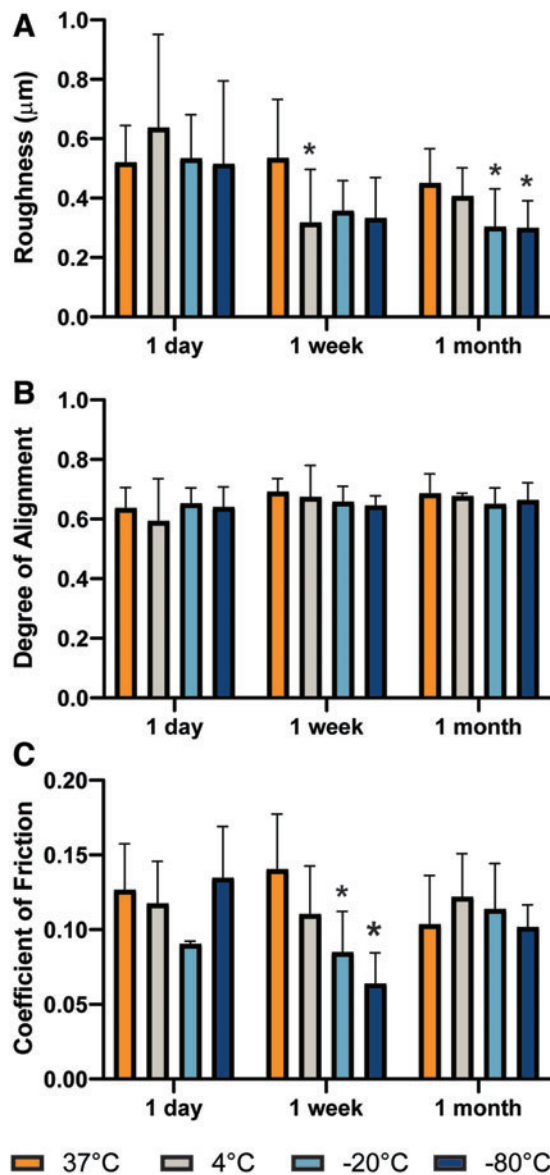 A
Roughness (μm)
1.0
0.8
0.6
0.4
0.2
0.0
*
*
*
1 day 1 week 1 month
B
Degree of Alignment
1.0
0.8
0.6
0.4
0.2
0.0
1 day 1 week 1 month
C
Coefficient of Friction
0.20
0.15
0.10
0.05
0.00
*
*
1 day 1 week 1 month
37°C 4°C -20°C -80°C